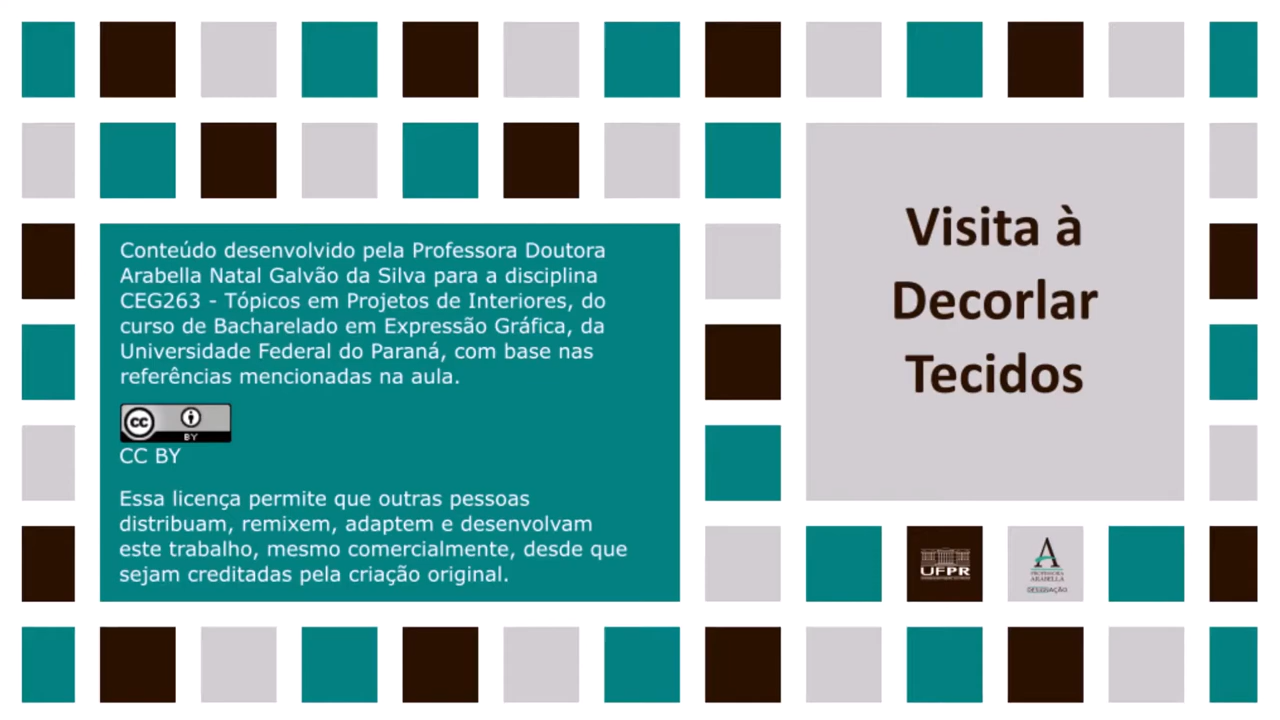 Visita à
Decorlar
Tecidos
Conteúdo desenvolvido pela Professora Doutora
Arabella Natal Galvão da Silva para a disciplina
CEG263 - Tópicos em Projetos de Interiores, do
curso de Bacharelado em Expressão Gráfica, da
Universidade Federal do Paraná, com base nas
referências mencionadas na aula.
cc
BY
CC BY
Essa licença permite que outras pessoas
distribuam, remixem, adaptem e desenvolvam
este trabalho, mesmo comercialmente, desde que
sejam creditadas pela criação original.
UFPR
A
PROFESSORA
ARABELLA